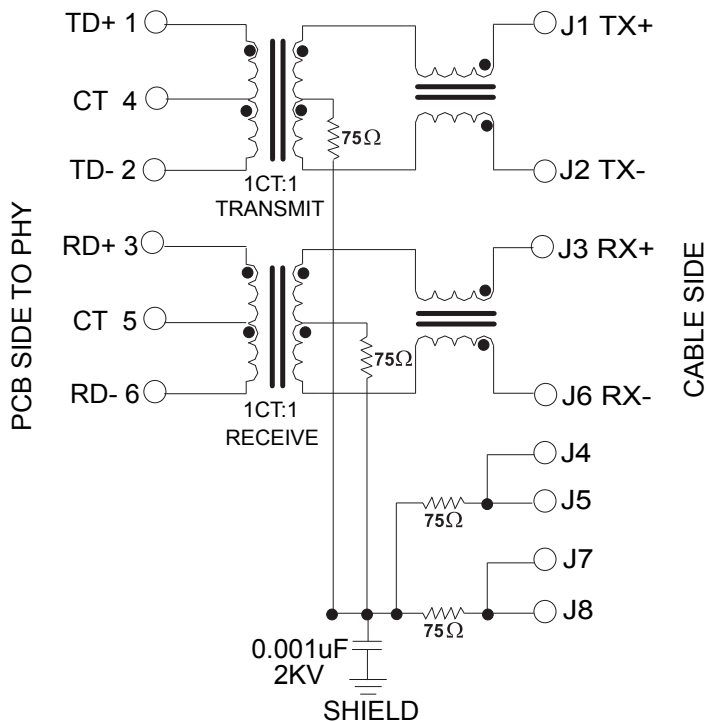 TD+ 1
CT 4
TD- 2
1CT:1
TRANSMIT
75Ω
J1 TX+
J2 TX-
PCB SIDE TO PHY
RD+ 3
CT 5
RD- 6
1CT:1
RECEIVE
75Ω
J3 RX+
J6 RX-
CABLE SIDE
J4
J5
75Ω
J7
J8
75Ω
0.001uF
2KV
SHIELD